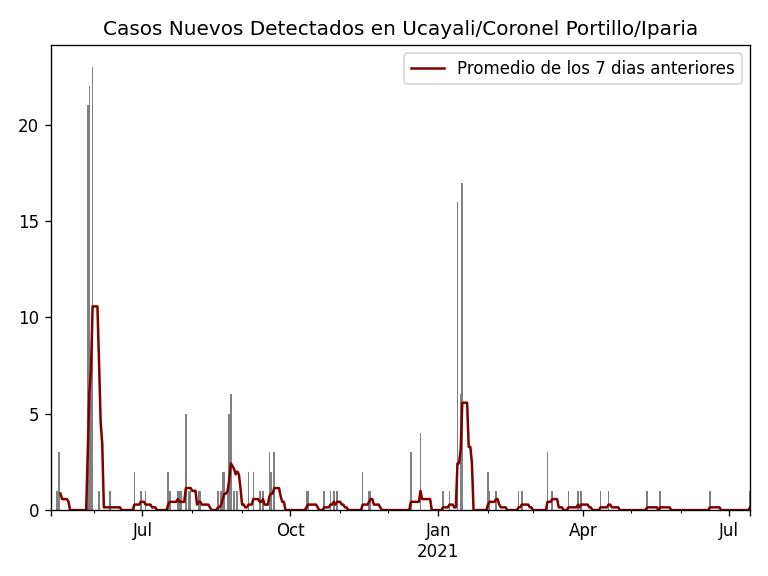 Casos Nuevos Detectados en Ucayali/Coronel Portillo/Iparia
Promedio de los 7 dias anteriores
20
15
10
5
0
Jul
Oct
Jan
2021
Apr
Jul